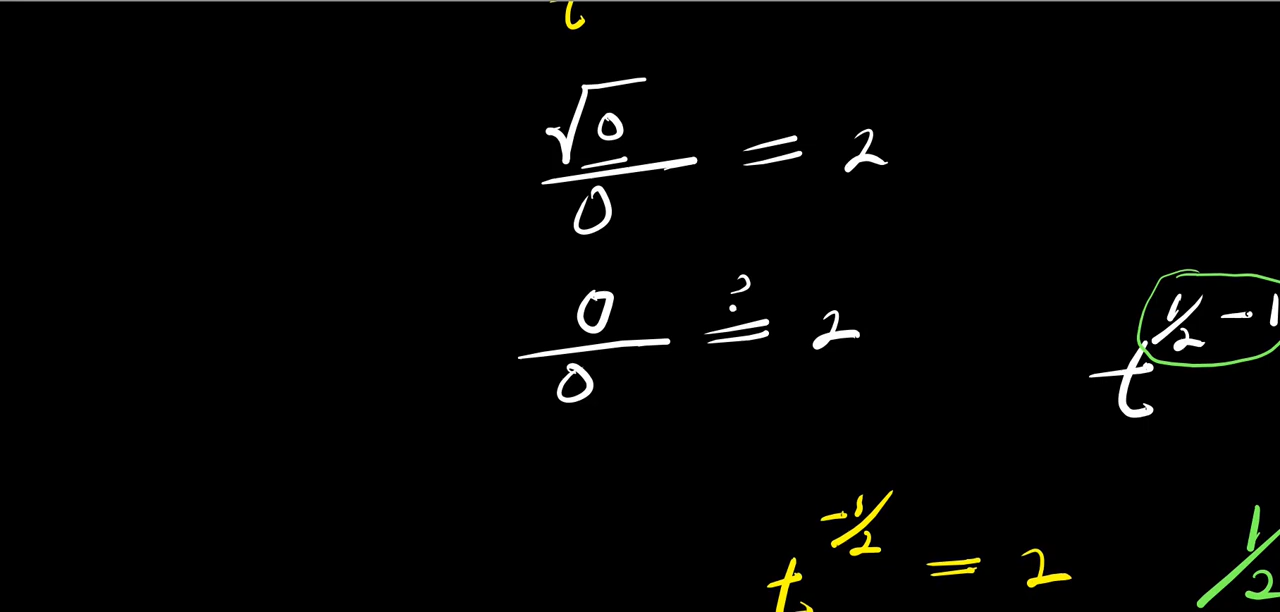 t
√0 / 0 = 2
0 / 0 ?= 2
t^(1/2 - 1
t^(-1/2) = 2
1/2